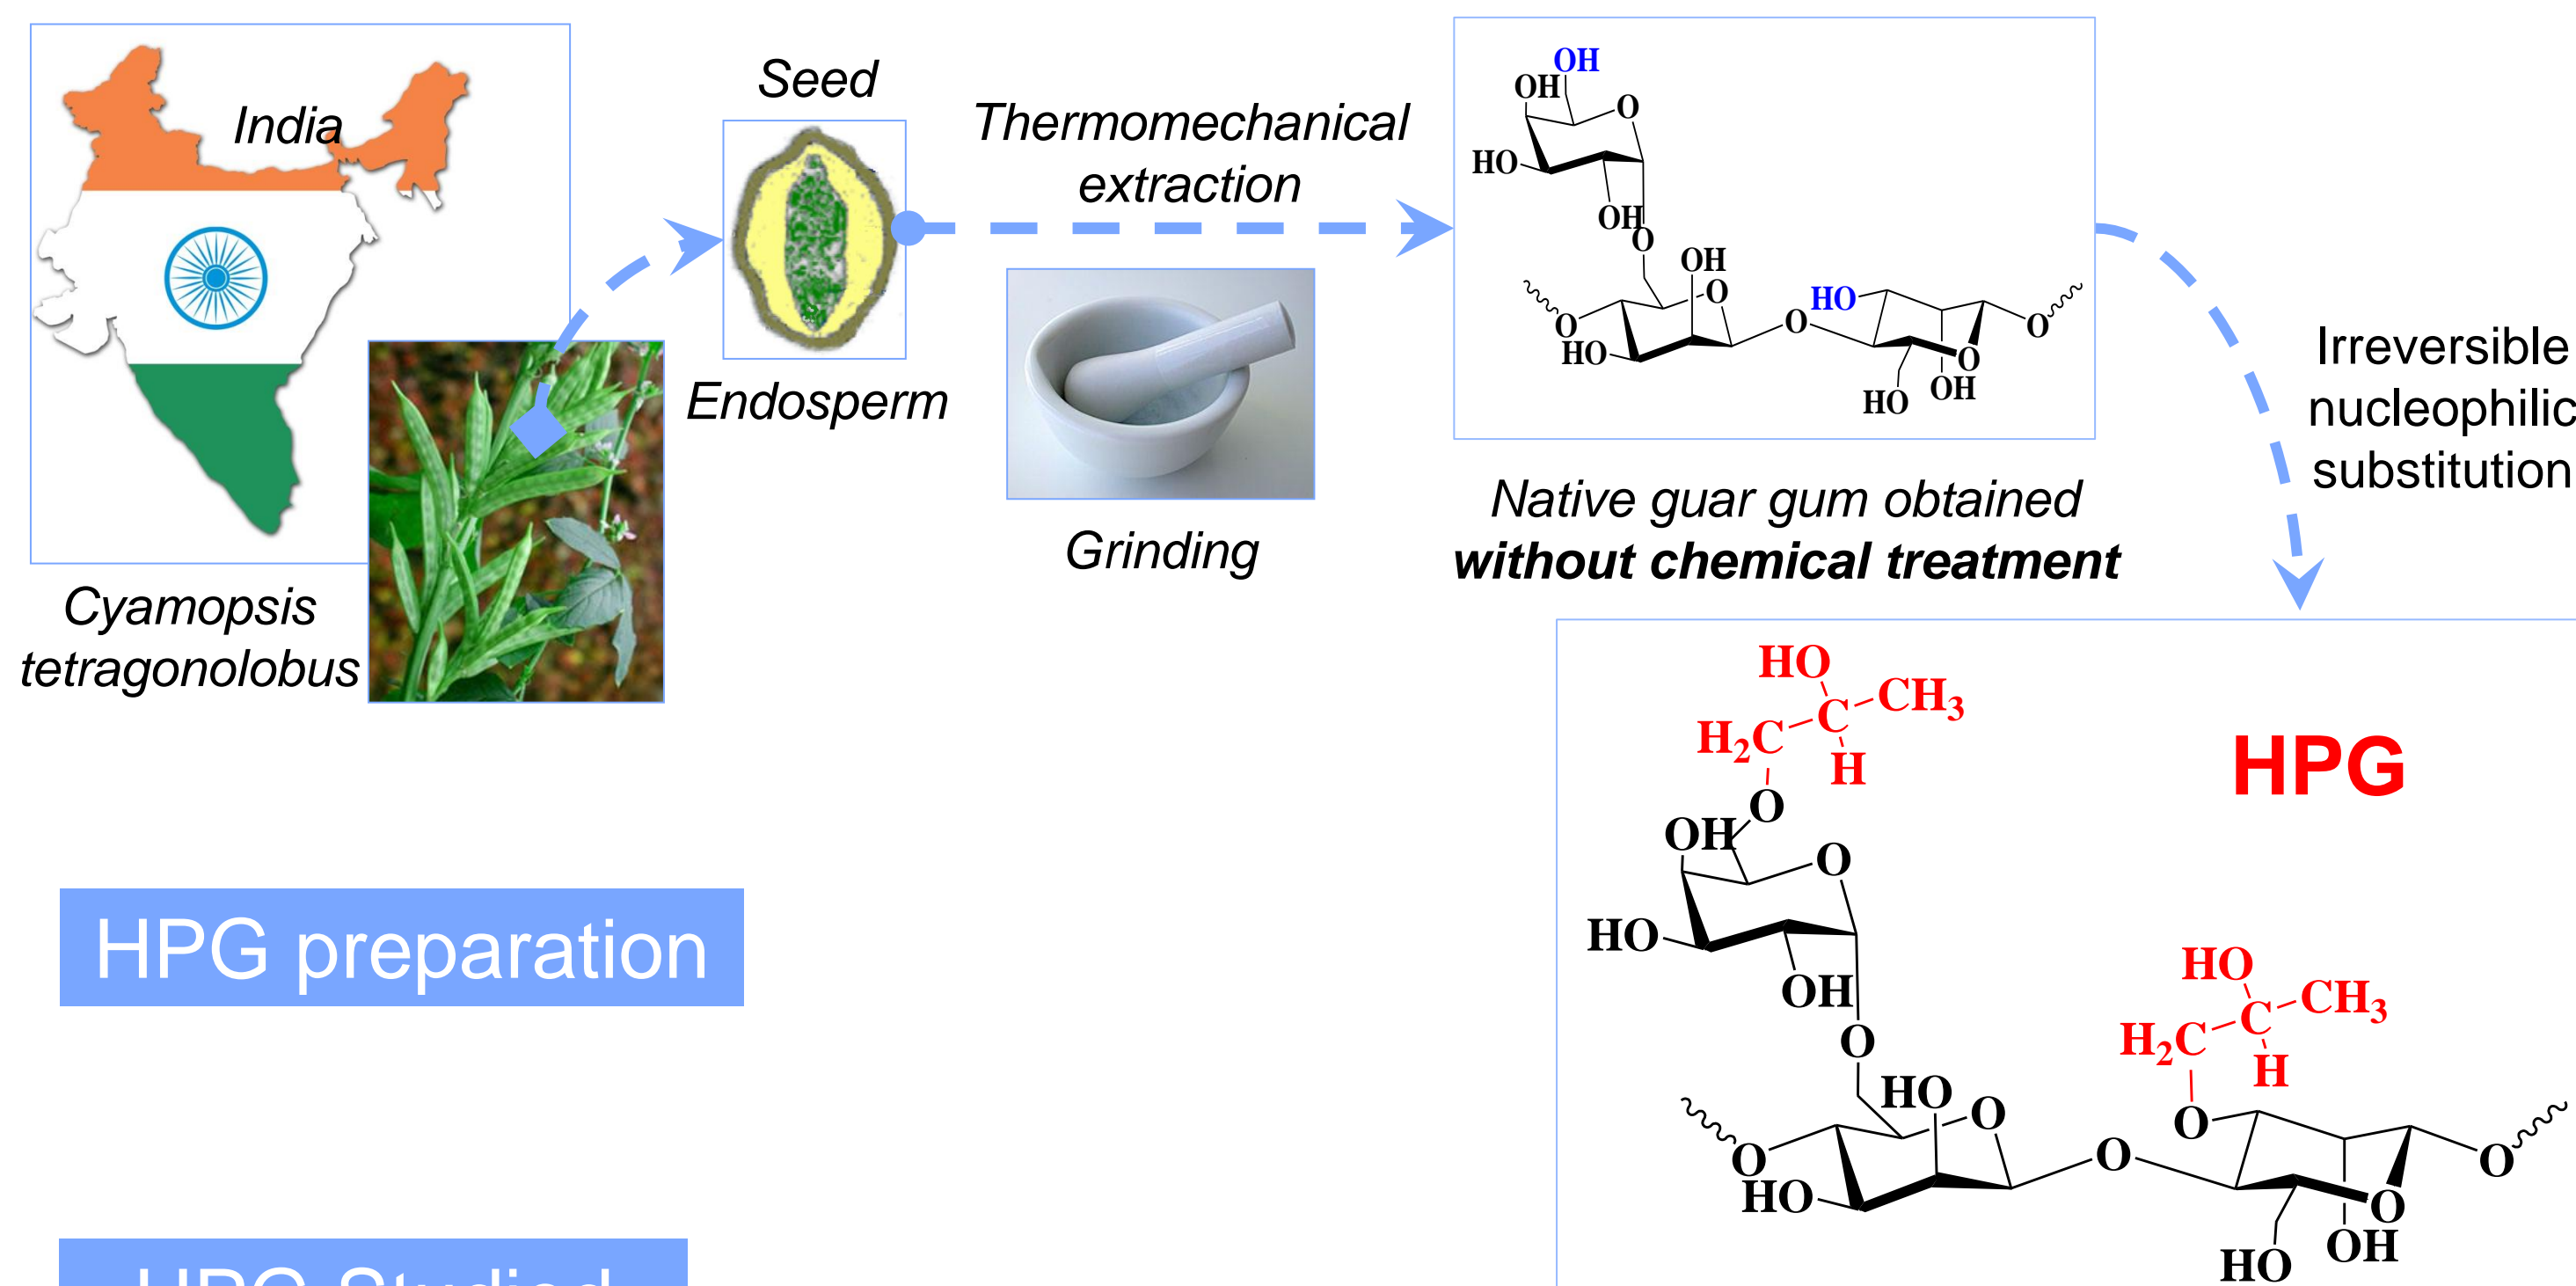 India
Cyamopsis
tetragonolobus
Seed
Endosperm
Thermomechanical
extraction
Grinding
OH
OH
O
HO
OH
O
OH
O
HO
O
HO
O
O
O
HO
OH
Native guar gum obtained
without chemical treatment
Irreversible
nucleophilic
substitution
HPG
HO
CH3
C
H2C
H
O
OH
O
HO
OH
O
HO
CH3
C
H2C
H
HO
O
O
O
HO
O
O
O
HO
OH
HPG preparation
HPG Studied